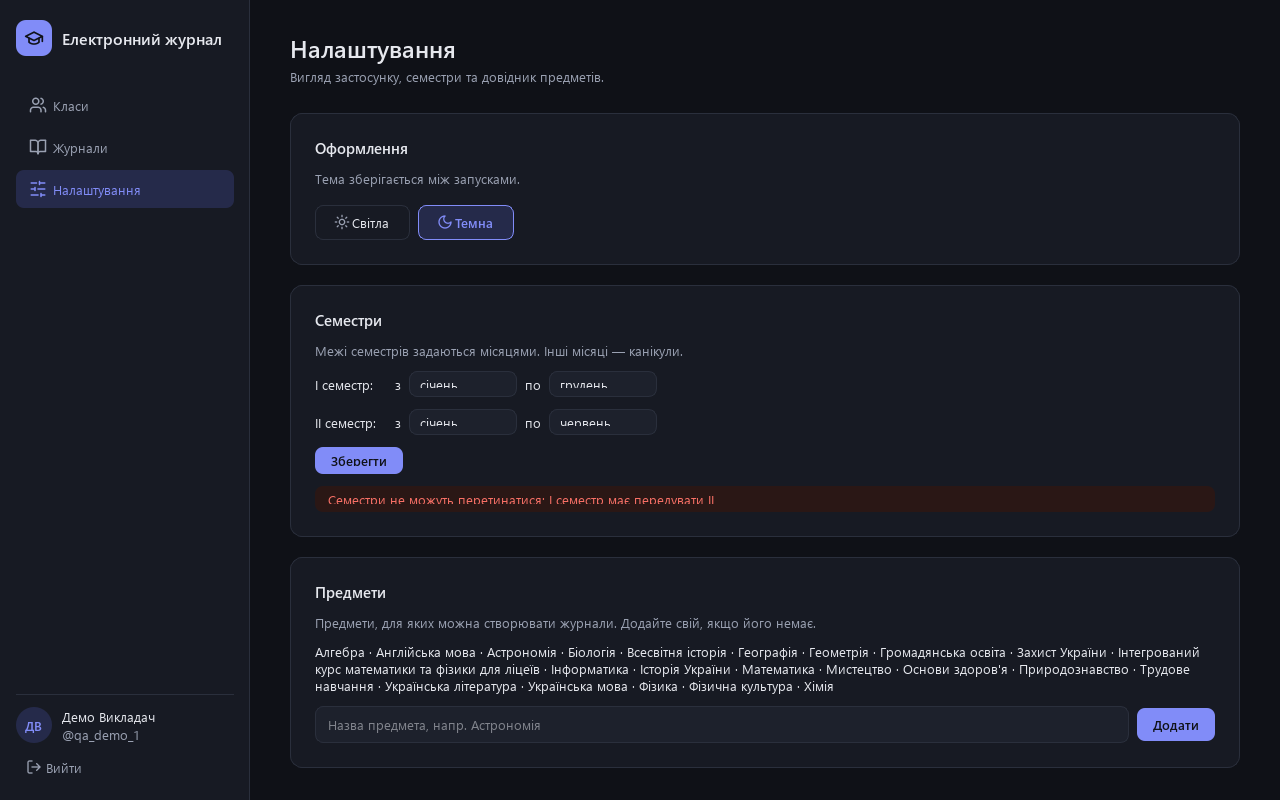 Електронний журнал
Класи
Журнали
Налаштування
Демо Викладач
ДВ
@qa_demo_1
Вийти
Налаштування
Вигляд застосунку, семестри та довідник предметів.
Оформлення
Тема зберігається між запусками.
Світла
Темна
Семестри
Межі семестрів задаються місяцями. Інші місяці — канікули.
І семестр: з січень по грудень
ІІ семестр: з січень по червень
Зберегти
Семестри не можуть перетинатися: І семестр має передувати ІІ
Предмети
Предмети, для яких можна створювати журнали. Додайте свій, якщо його немає.
Алгебра · Англійська мова · Астрономія · Біологія · Всесвітня історія · Географія · Геометрія · Громадянська освіта · Захист України · Інтегрований
курс математики та фізики для ліцеїв · Інформатика · Історія України · Математика · Мистецтво · Основи здоров'я · Природознавство · Трудове
навчання · Українська література · Українська мова · Фізика · Фізична культура · Хімія
Назва предмета, напр. Астрономія
Додати